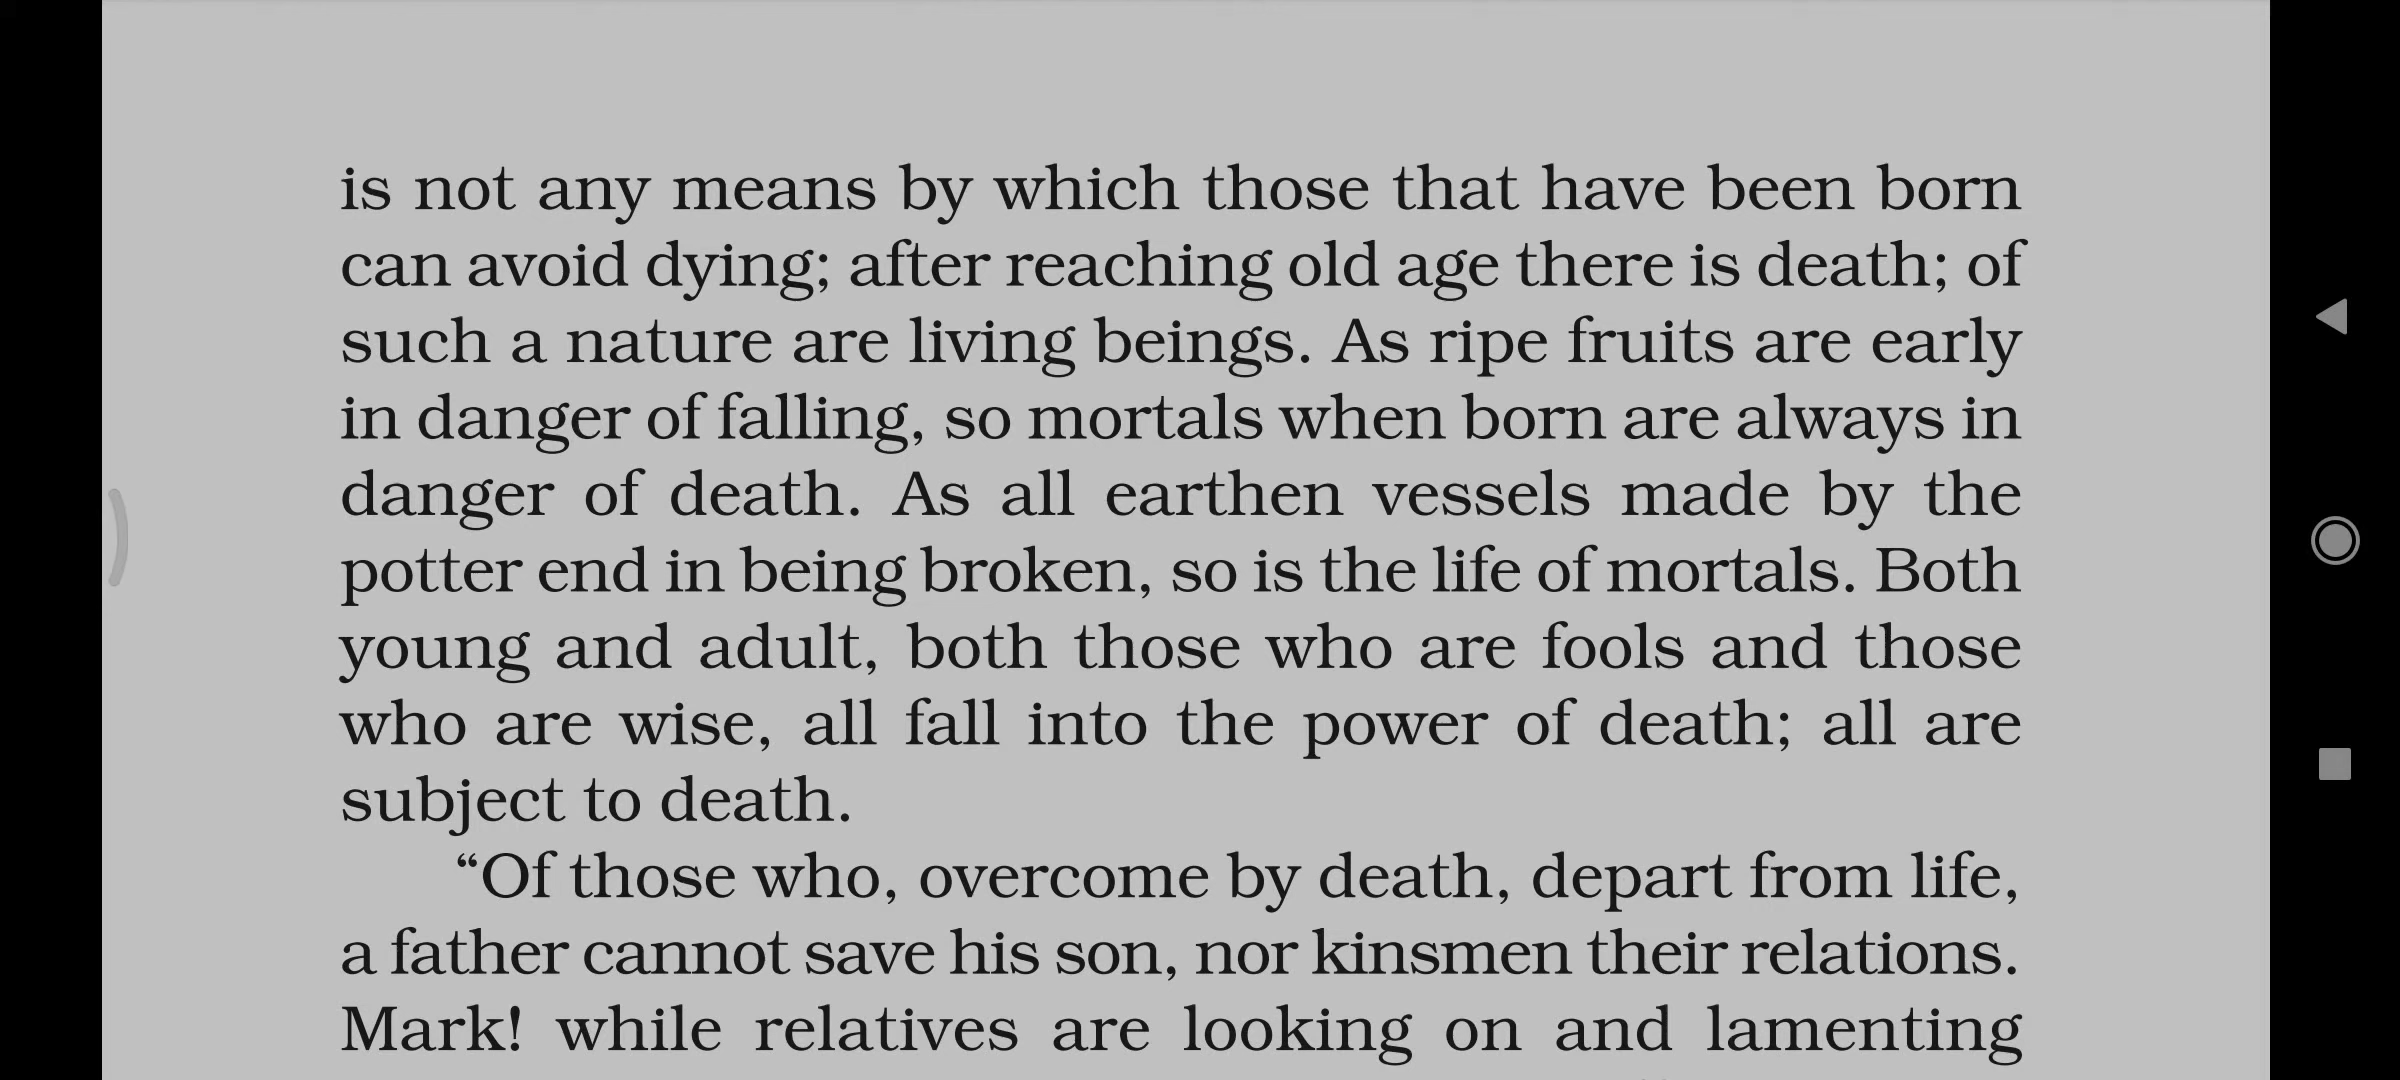 is not any means by which those that have been born
can avoid dying; after reaching old age there is death; of
such a nature are living beings. As ripe fruits are early
in danger of falling, so mortals when born are always in
danger of death. As all earthen vessels made by the
potter end in being broken, so is the life of mortals. Both
young and adult, both those who are fools and those
who are wise, all fall into the power of death; all are
subject to death.
“Of those who, overcome by death, depart from life,
a father cannot save his son, nor kinsmen their relations.
Mark! while relatives are looking on and lamenting